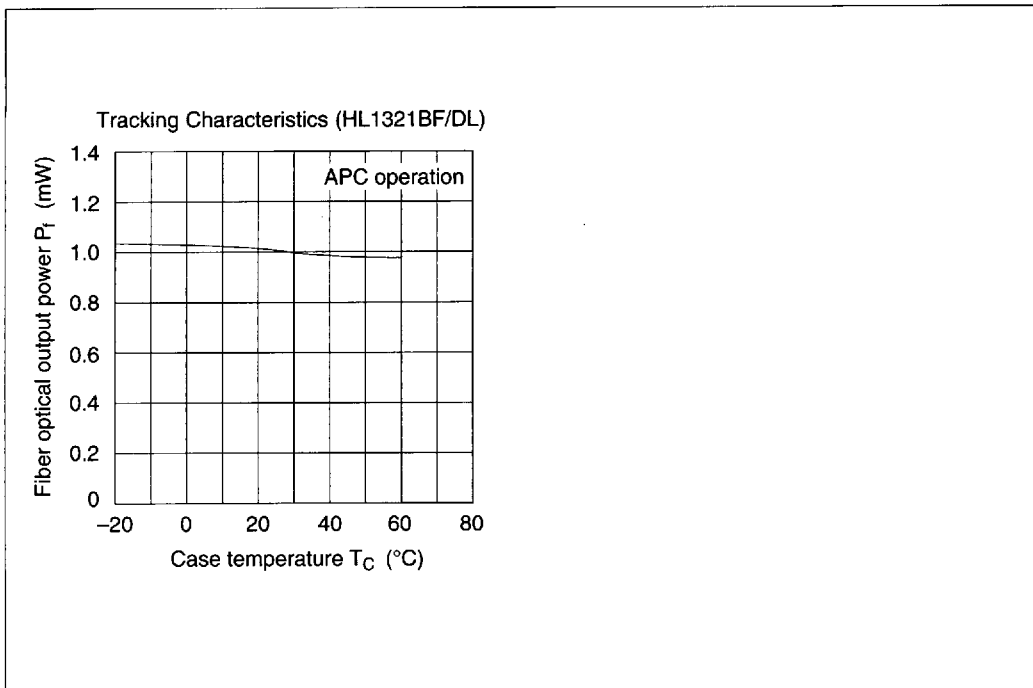 Tracking Characteristics (HL1321BF/DL)
APC operation
Fiber optical output power Pf (mW)
1.4
1.2
1.0
0.8
0.6
0.4
0.2
0
–20 0 20 40 60 80
Case temperature TC (°C)